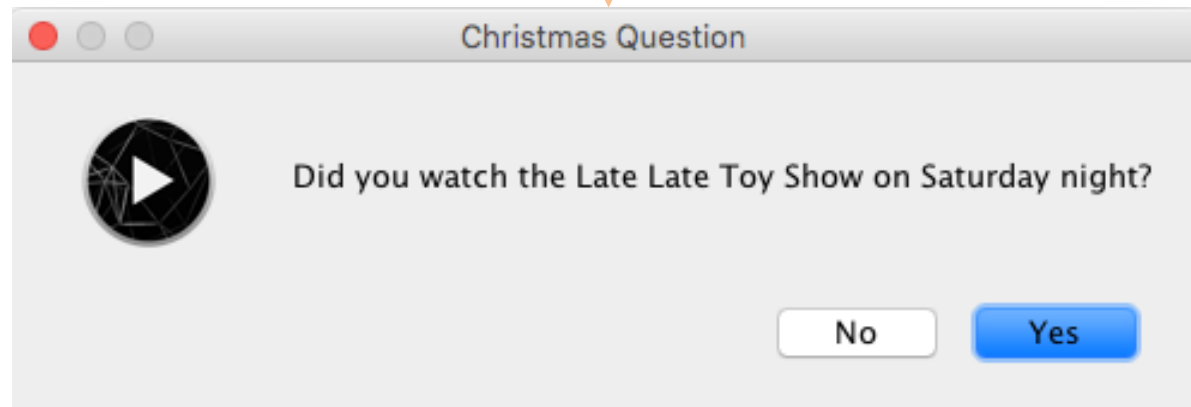 Christmas Question
Did you watch the Late Late Toy Show on Saturday night?
No Yes